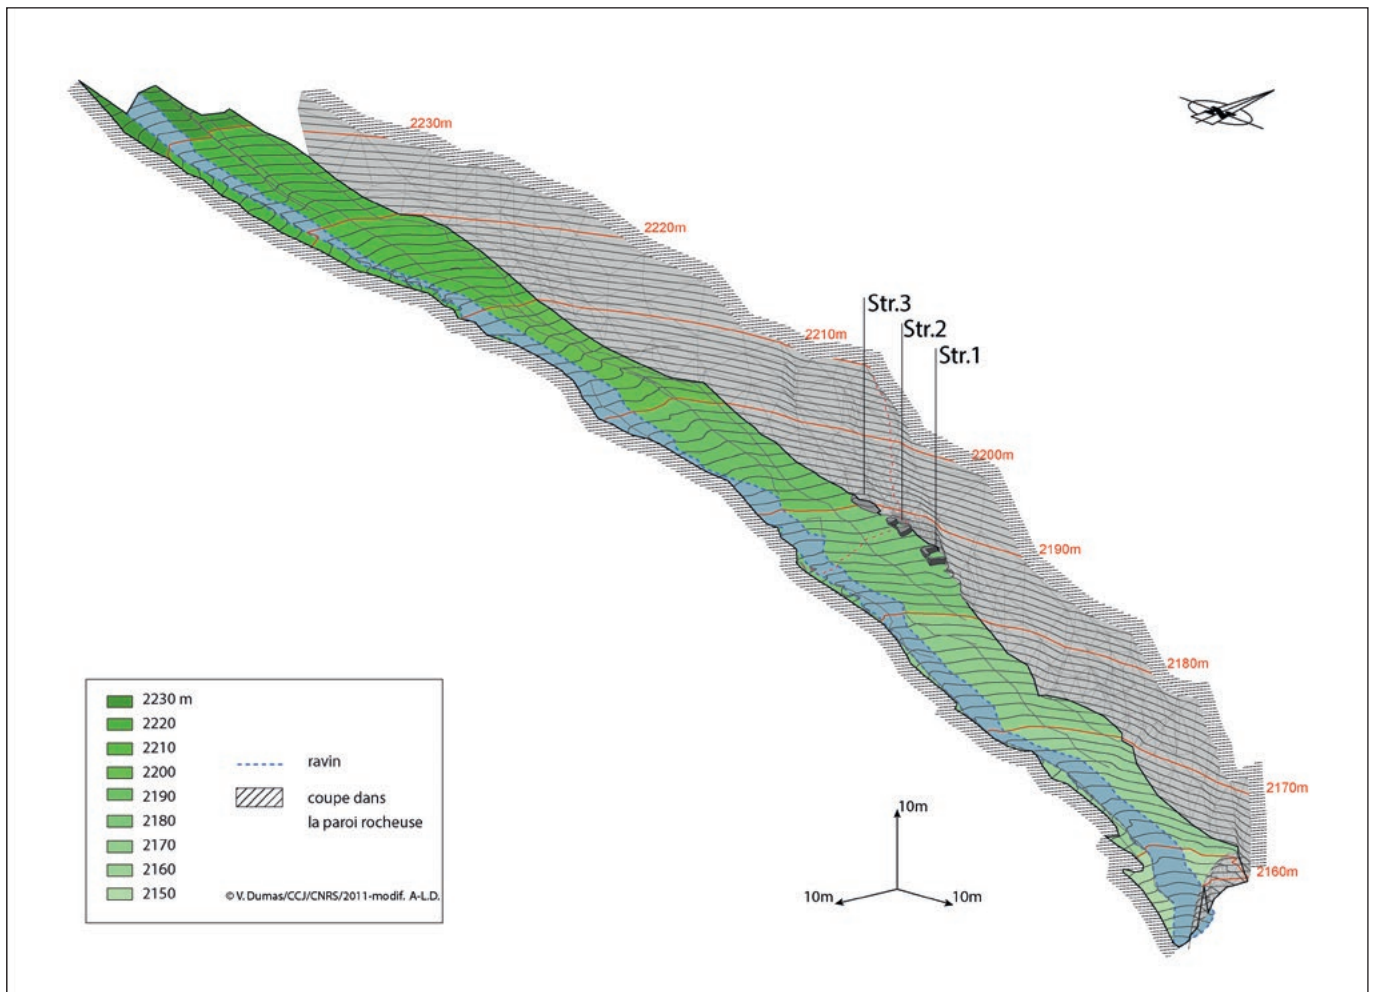 2230m
2220m
Str.3
Str.2
2210m
Str.1
2200m
2190m
2180m
2170m
2160m
2230 m
2220
2210
2200
2190
2180
2170
2160
2150
ravin
coupe dans
la paroi rocheuse
© V. Dumas/CCJ/CNRS/2011-modif. A-L.D.
10m
10m
10m